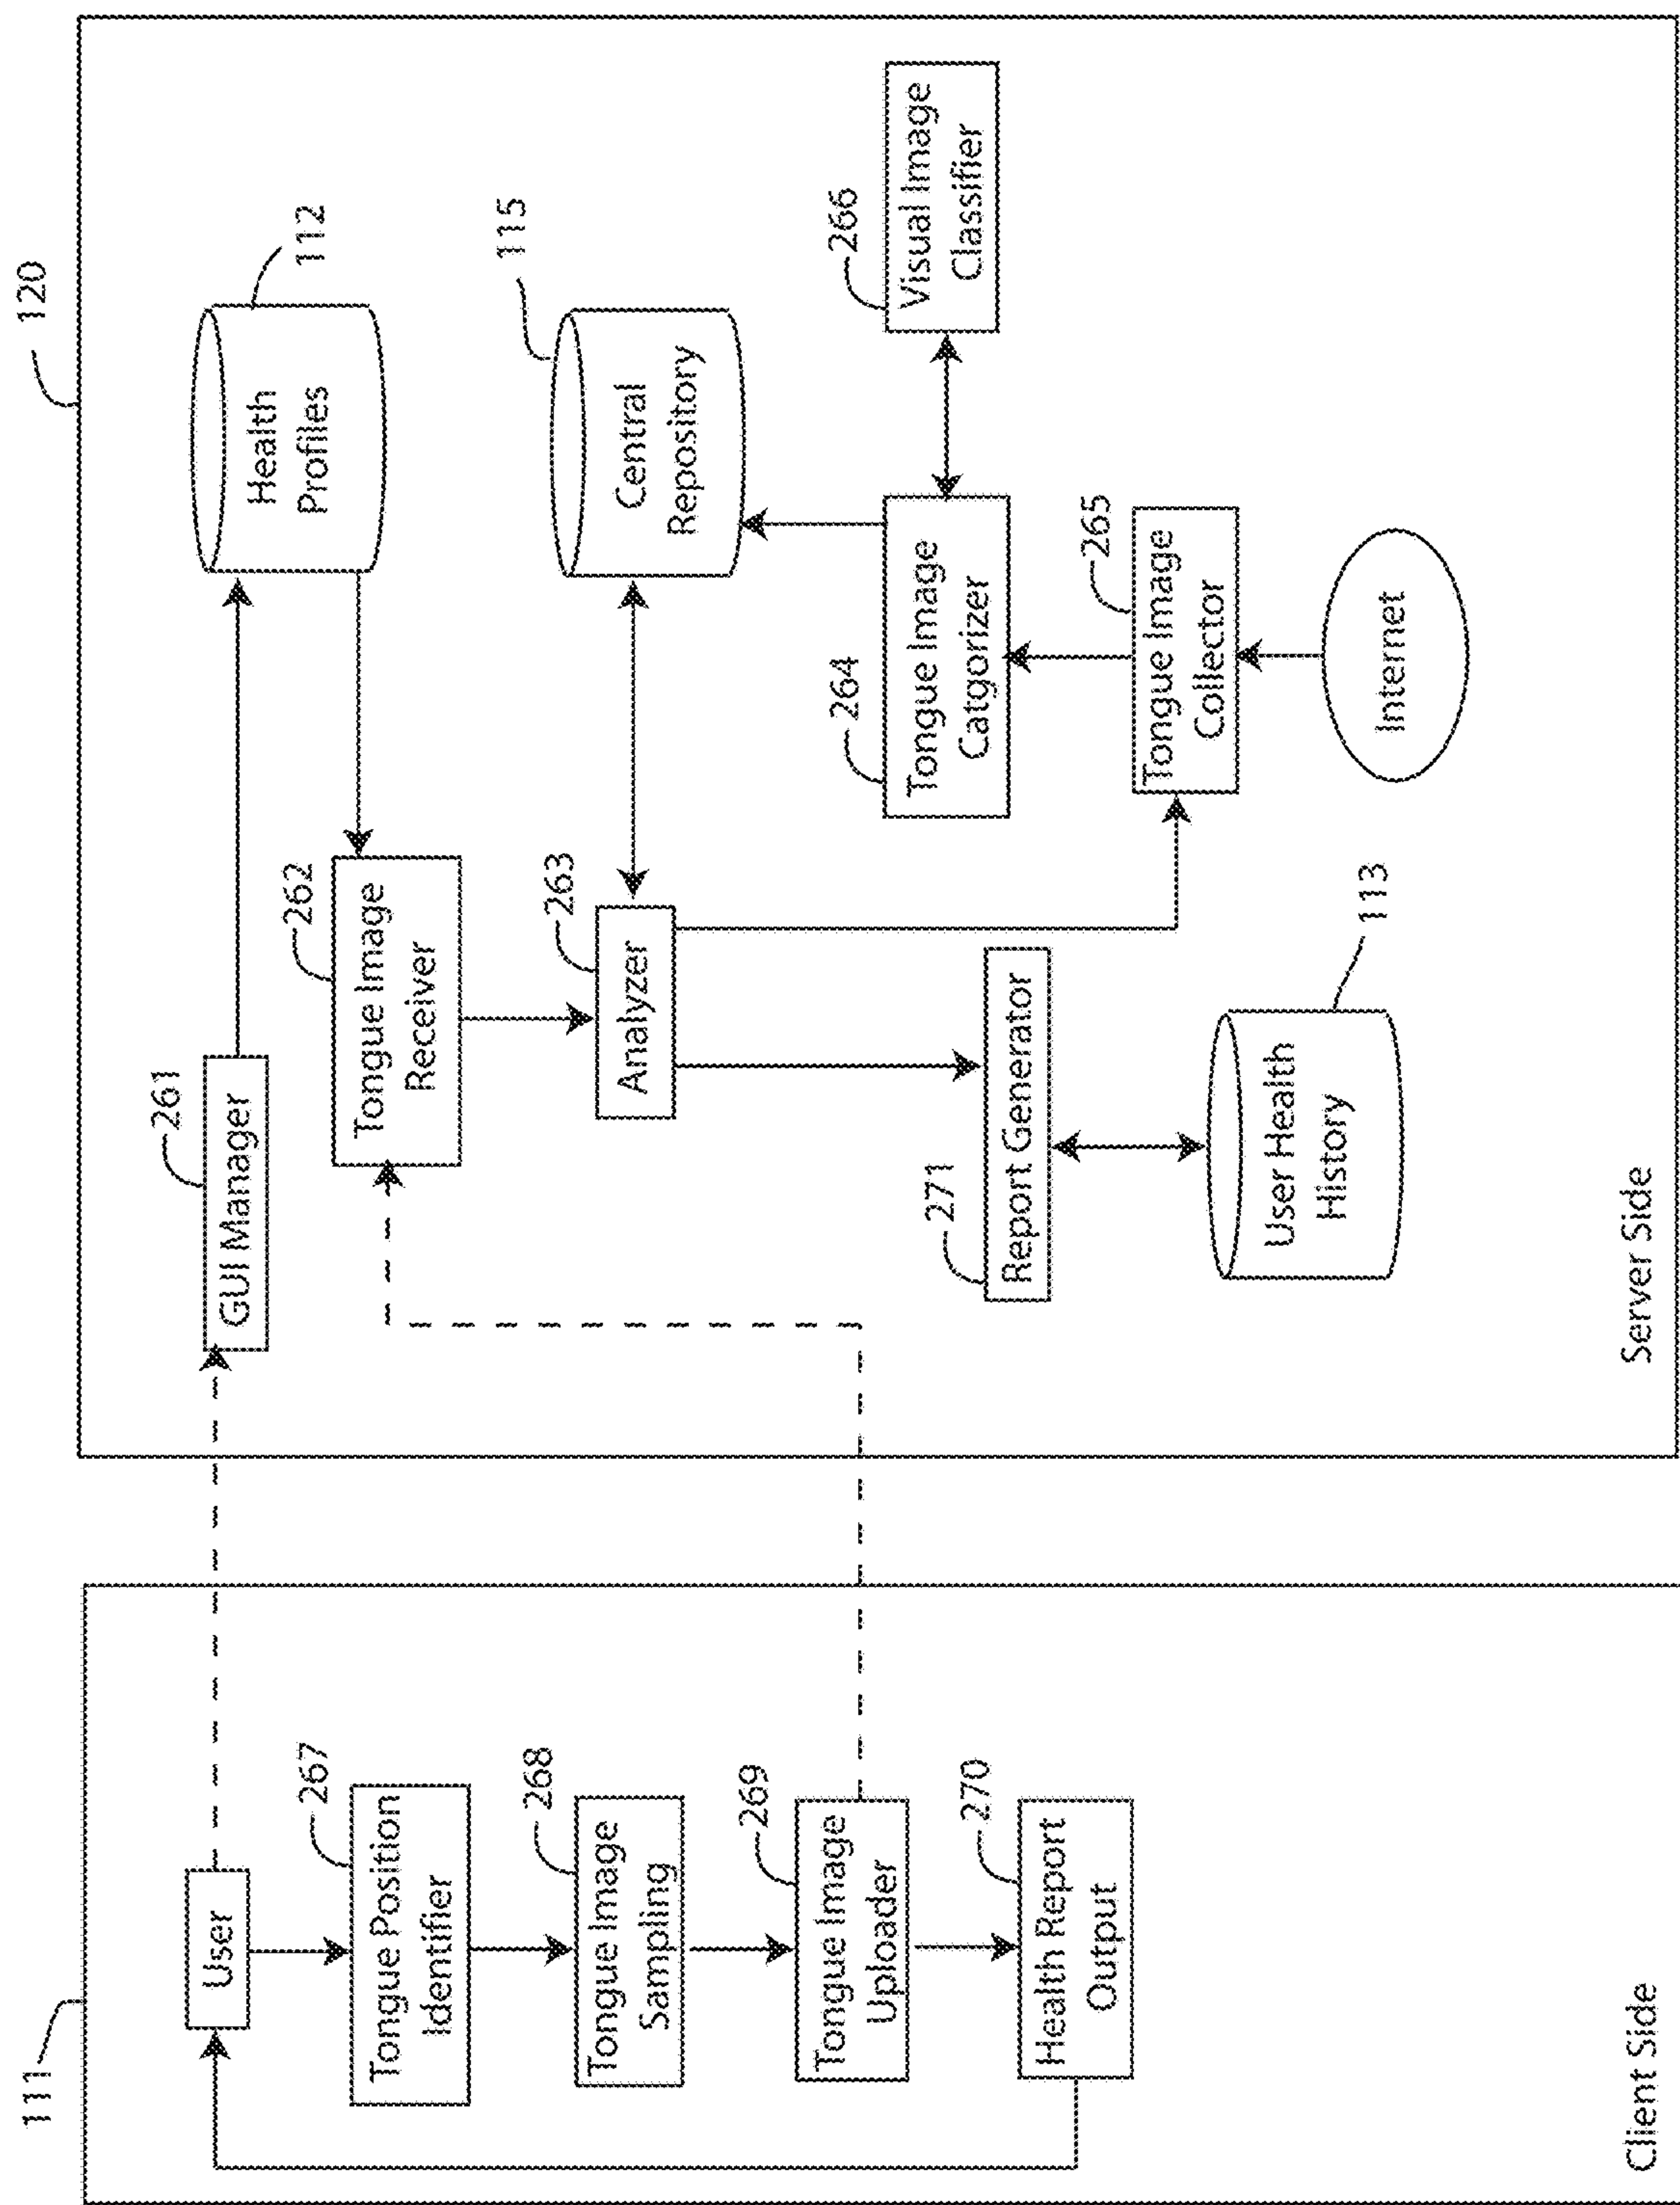 111
User
267
Tongue Position
Identifier
268
Tongue Image
Sampling
269
Tongue Image
Uploader
270
Health Report
Output
Client Side
120
261
GUI Manager
112
Health
Profiles
262
Tongue Image
Receiver
263
Analyzer
115
Central
Repository
264
Tongue Image
Catgorizer
266
Visual Image
Classifier
265
Tongue Image
Collector
Internet
271
Report Generator
113
User Health
History
Server Side